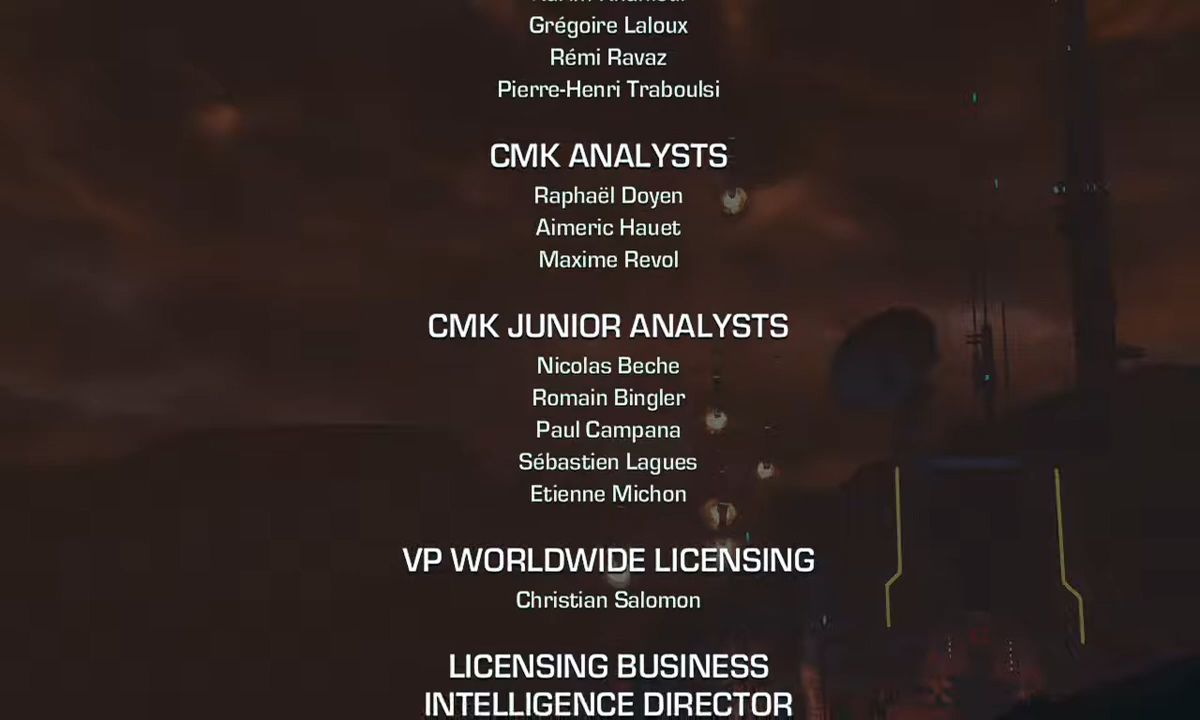 Grégoire Laloux
Rémi Ravaz
Pierre-Henri Traboulsi
CMK ANALYSTS
Raphaël Doyen
Aimeric Hauet
Maxime Revol
CMK JUNIOR ANALYSTS
Nicolas Beche
Romain Bingler
Paul Campana
Sébastien Lagues
Etienne Michon
VP WORLDWIDE LICENSING
Christian Salomon
LICENSING BUSINESS
INTELLIGENCE DIRECTOR